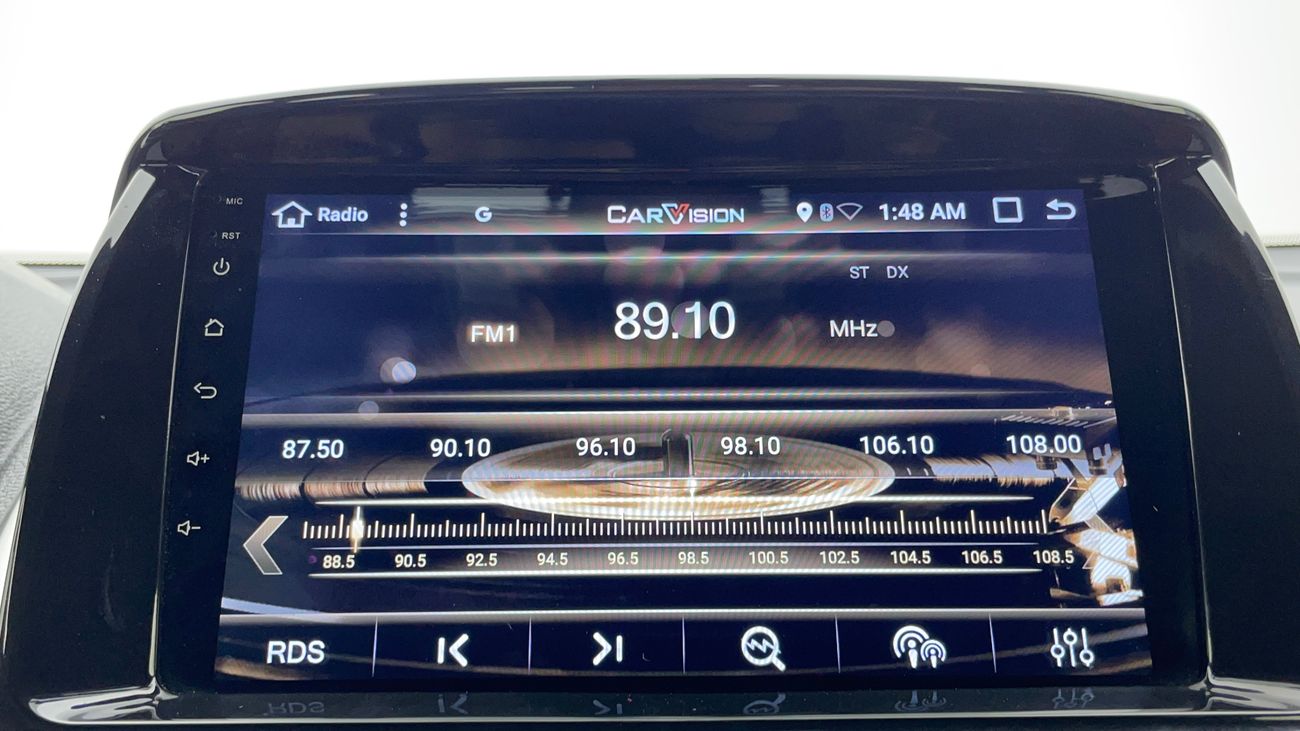 MIC
RST
Radio G CARVISION 1:48 AM
ST DX
FM1 89.10 MHz
87.50 90.10 96.10 98.10 106.10 108.00
88.5 90.5 92.5 94.5 96.5 98.5 100.5 102.5 104.5 106.5 108.5
RDS